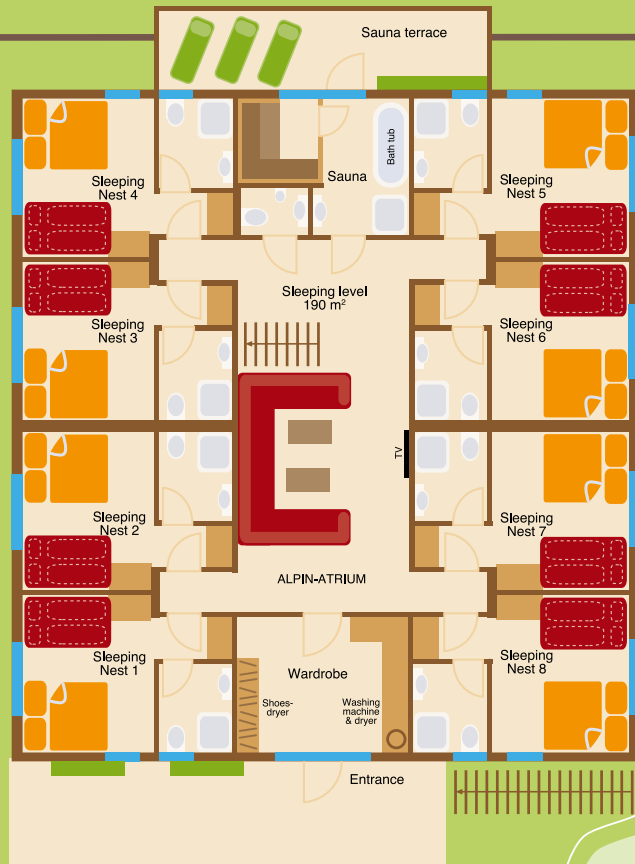 Sauna terrace
Bath tub
Sauna
Sleeping
Nest 4
Sleeping
Nest 5
Sleeping level
190 m²
Sleeping
Nest 3
Sleeping
Nest 6
TV
Sleeping
Nest 2
Sleeping
Nest 7
ALPIN-ATRIUM
Sleeping
Nest 1
Wardrobe
Sleeping
Nest 8
Shoes-
dryer
Washing
machine
& dryer
Entrance